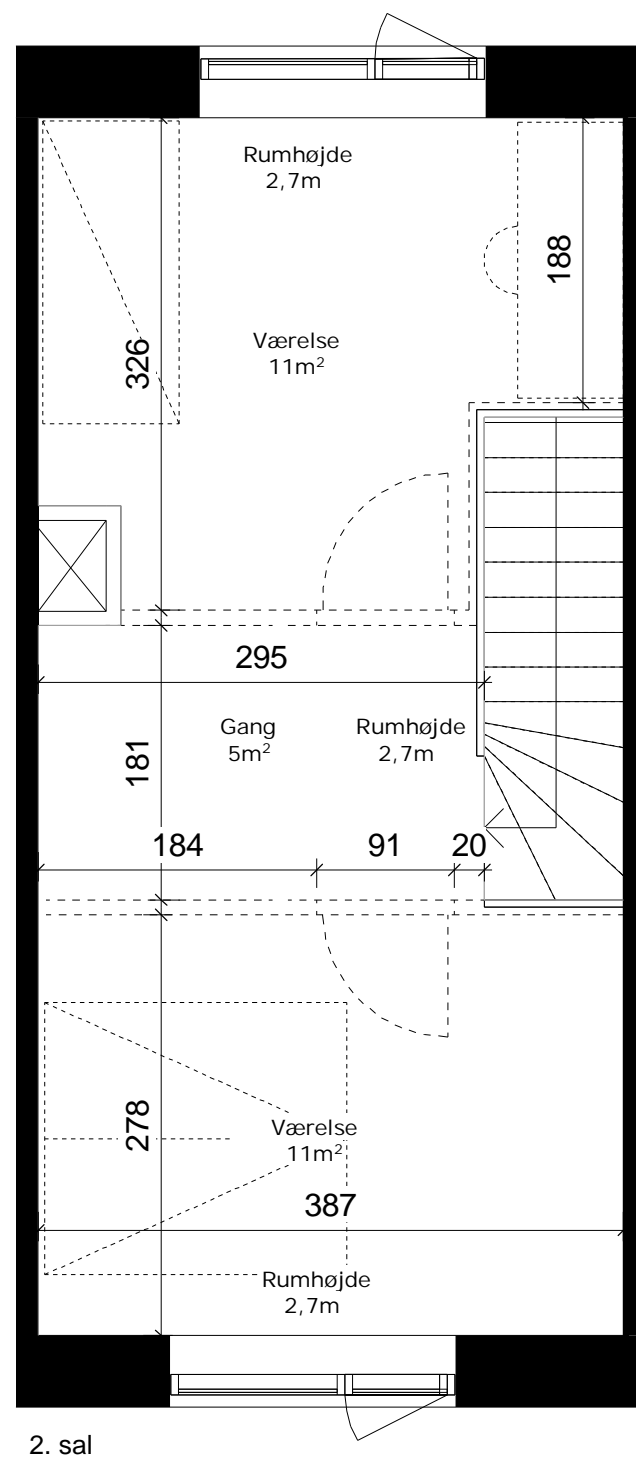 Rumhøjde
2,7m
188
Værelse
11m²
326
295
Gang
5m²
Rumhøjde
2,7m
181
184
91
20
278
Værelse
11m²
387
Rumhøjde
2,7m
2. sal